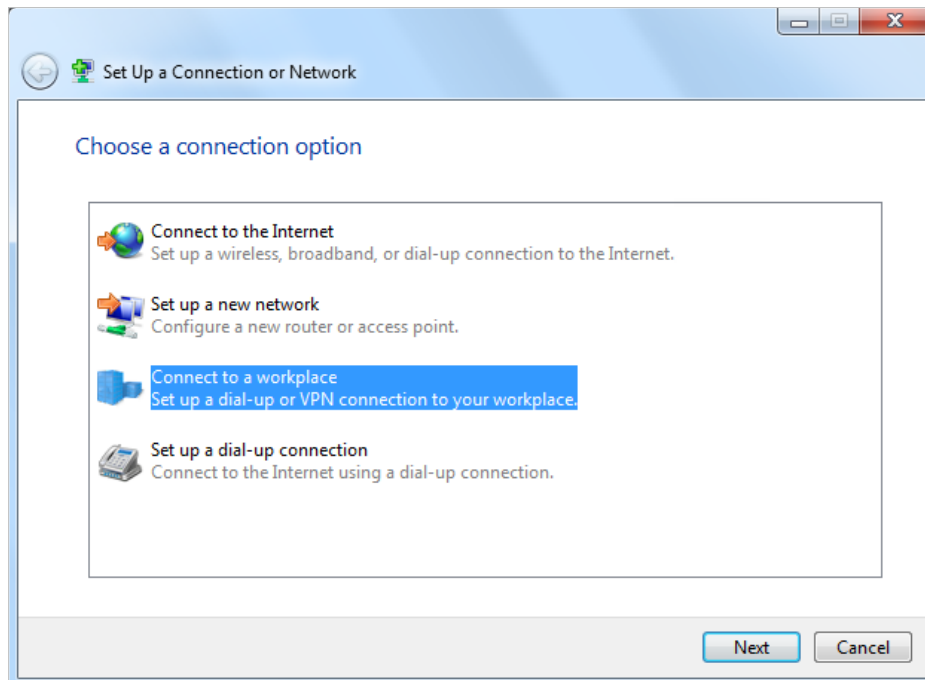 Set Up a Connection or Network
Choose a connection option
Connect to the Internet
Set up a wireless, broadband, or dial-up connection to the Internet.
Set up a new network
Configure a new router or access point.
Connect to a workplace
Set up a dial-up or VPN connection to your workplace.
Set up a dial-up connection
Connect to the Internet using a dial-up connection.
Next Cancel